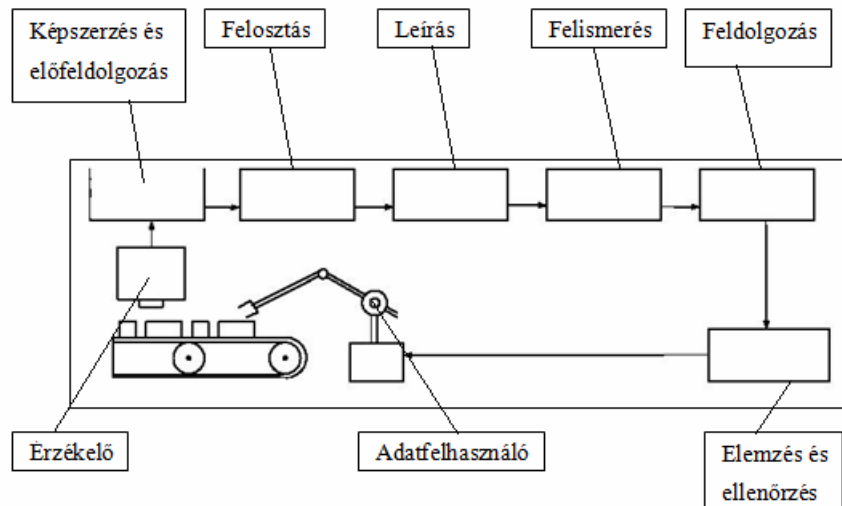 Képszerzés és
előfeldolgozás
Felosztás
Leírás
Felismerés
Feldolgozás
Érzékelő
Adatfelhasználó
Elemzés és
ellenőrzés